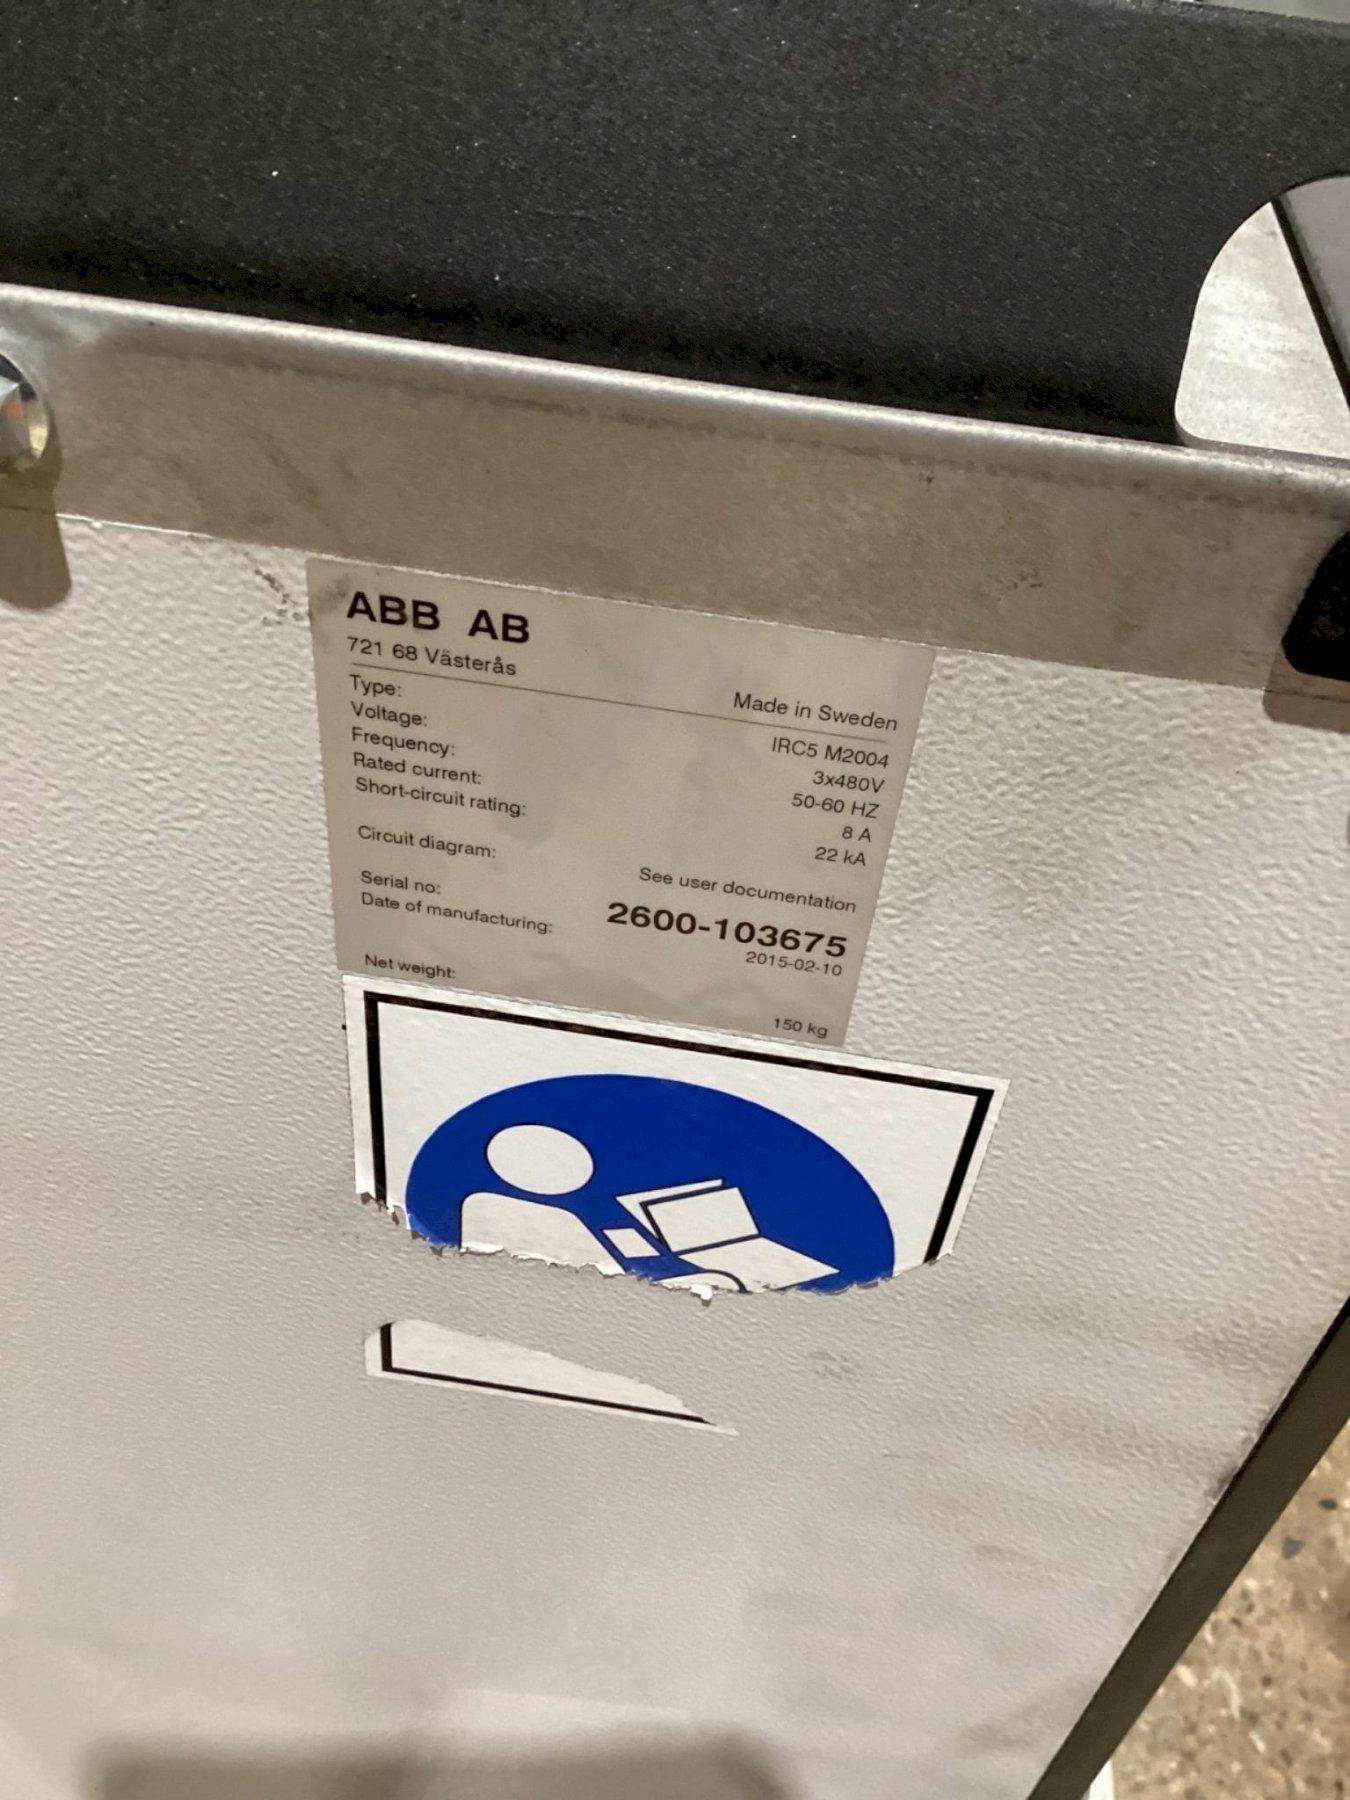 ABB AB
721 68 Västerås
Made in Sweden
Type: IRC5 M2004
Voltage: 3x480V
Frequency: 50-60 HZ
Rated current: 8 A
Short-circuit rating: 22 kA
Circuit diagram: See user documentation
Serial no: 2600-103675
Date of manufacturing: 2015-02-10
Net weight: 150 kg